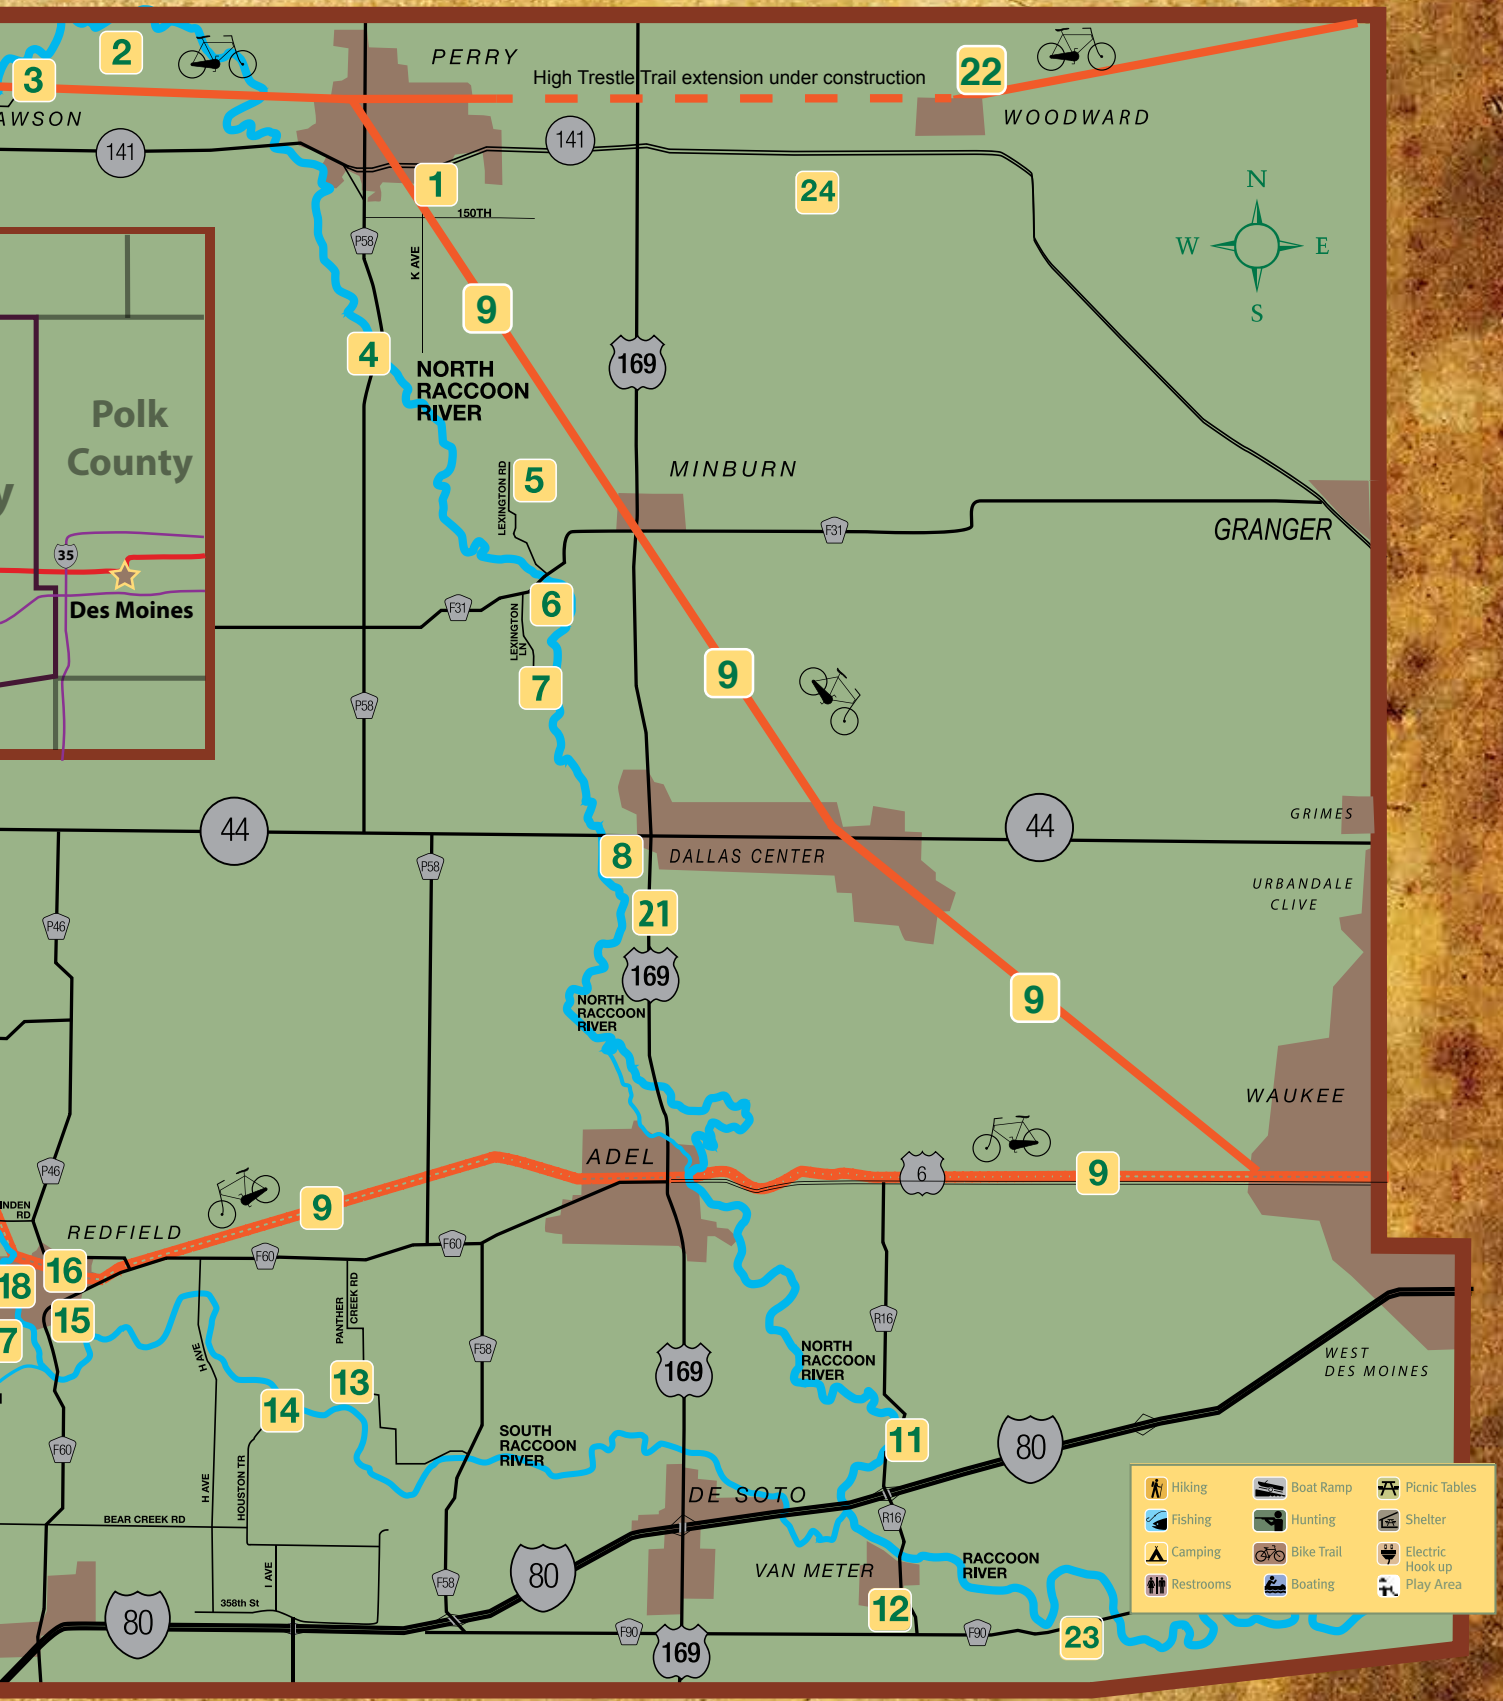 2
3
PERRY
High Trestle Trail extension under construction
22
WOODWARD
AWSON
141
141
1
24
150TH
P58
K AVE
N
W
E
S
9
4
169
NORTH
RACCOON
RIVER
Polk
County
y
35
Des Moines
MINBURN
5
LEXINGTON RD
F31
GRANGER
F31
6
LEXINGTON
LN
7
9
P58
44
44
GRIMES
P58
8
DALLAS CENTER
URBANDALE
CLIVE
21
P46
169
NORTH
RACCOON
RIVER
9
WAUKEE
ADEL
P46
6
9
9
NDEN
RD
REDFIELD
F60
F60
16
18
15
7
PANTHER
CREEK RD
H AVE
F58
R16
NORTH
RACCOON
RIVER
169
WEST
DES MOINES
13
14
11
SOUTH
RACCOON
RIVER
80
F60
H AVE
HOUSTON TR
DE SOTO
R16
BEAR CREEK RD
I AVE
358th St
80
80
F58
VAN METER
RACCOON
RIVER
12
F90
F90
23
169
Hiking
Boat Ramp
Picnic Tables
Fishing
Hunting
Shelter
Camping
Bike Trail
Electric
Hook up
Restrooms
Boating
Play Area